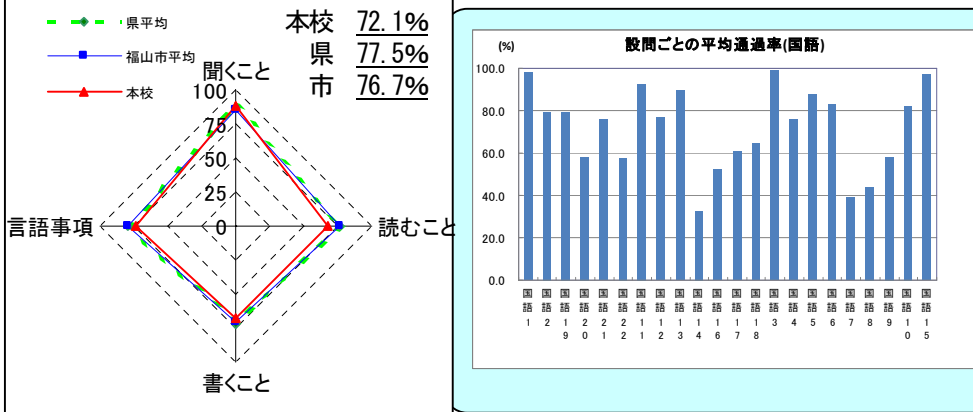 県平均
福山市平均
本校
本校 72.1%
県 77.5%
市 76.7%
聞くこと
100
75
50
25
0
言語事項
読むこと
書くこと
(%)
設問ごとの平均通過率(国語)
100.0
80.0
60.0
40.0
20.0
0.0
国語1
国語2
国語19
国語20
国語21
国語22
国語11
国語12
国語13
国語14
国語16
国語17
国語18
国語3
国語4
国語5
国語6
国語7
国語8
国語9
国語10
国語15